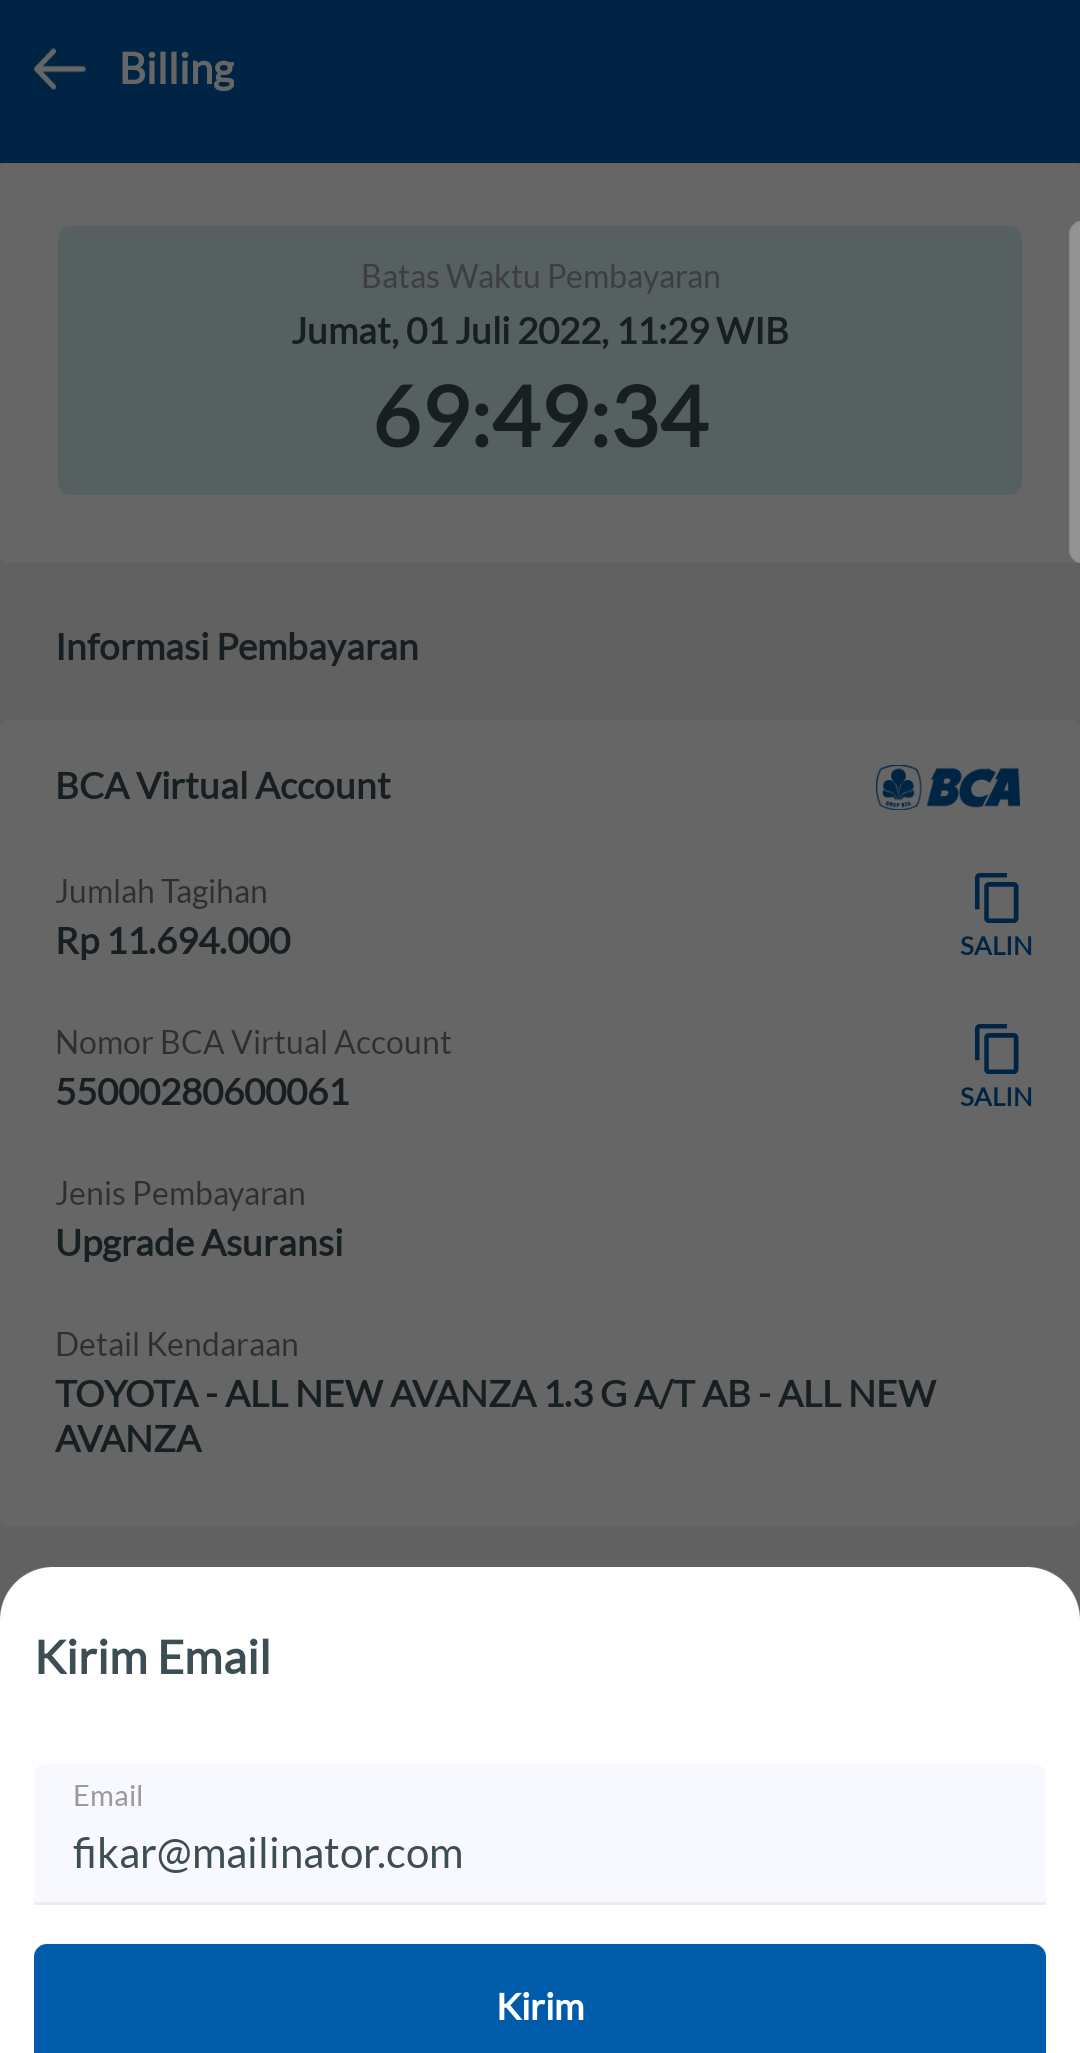 Billing
Batas Waktu Pembayaran
Jumat, 01 Juli 2022, 11:29 WIB
69:49:34
Informasi Pembayaran
BCA Virtual Account
BCA
Jumlah Tagihan
Rp 11.694.000
SALIN
Nomor BCA Virtual Account
55000280600061
SALIN
Jenis Pembayaran
Upgrade Asuransi
Detail Kendaraan
TOYOTA - ALL NEW AVANZA 1.3 G A/T AB - ALL NEW
AVANZA
Kirim Email
Email
fikar@mailinator.com
Kirim